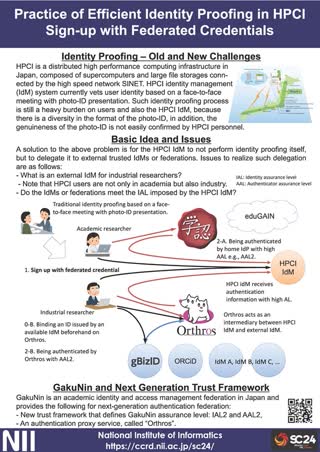 Practice of Efficient Identity Proofing in HPCI
Sign-up with Federated Credentials
Identity Proofing – Old and New Challenges
HPCI is a distributed high performance computing infrastructure in
Japan, composed of supercomputers and large file storages conn-
ected by the high speed network SINET. HPCI identity management
(IdM) system currently vets user identity based on a face-to-face
meeting with photo-ID presentation. Such identity proofing process
is still a heavy burden on users and also the HPCI IdM, because
there is a diversity in the format of the photo-ID, in addition, the
genuineness of the photo-ID is not easily confirmed by HPCI personnel.
Basic Idea and Issues
A solution to the above problem is for the HPCI IdM to not perform identity proofing itself,
but to delegate it to external trusted IdMs or federations. Issues to realize such delegation
are as follows:
- What is an external IdM for industrial researchers?
- Note that HPCI users are not only in academia but also industry.
- Do the IdMs or federations meet the IAL imposed by the HPCI IdM?
IAL: Identity assurance level
AAL: Authenticator assurance level
Traditional identity proofing based on a face-
to-face meeting with photo-ID presentation.
Academic researcher
学認
eduGAIN
2-A. Being authenticated
by home IdP with high
AAL e.g., AAL2.
1. Sign up with federated credential
HPCI
IdM
HPCI idM receives
authentication
information with high AL.
Industrial researcher
Orthros
Orthros acts as an
intermediary between HPCI
IdM and external IdM.
0-B. Binding an ID issued by an
available IdM beforehand on
Orthros.
2-B. Being authenticated by
Orthros with AAL2.
gBizID
ORCiD
IdM A, IdM B, IdM C, ...
GakuNin and Next Generation Trust Framework
GakuNin is an academic identity and access management federation in Japan and
provides the following for next-generation authentication federation:
- New trust framework that defines GakuNin assurance level: IAL2 and AAL2,
- An authentication proxy service, called "Orthros".
NII
National Institute of Informatics
https://ccrd.nii.ac.jp/sc24/
SC24